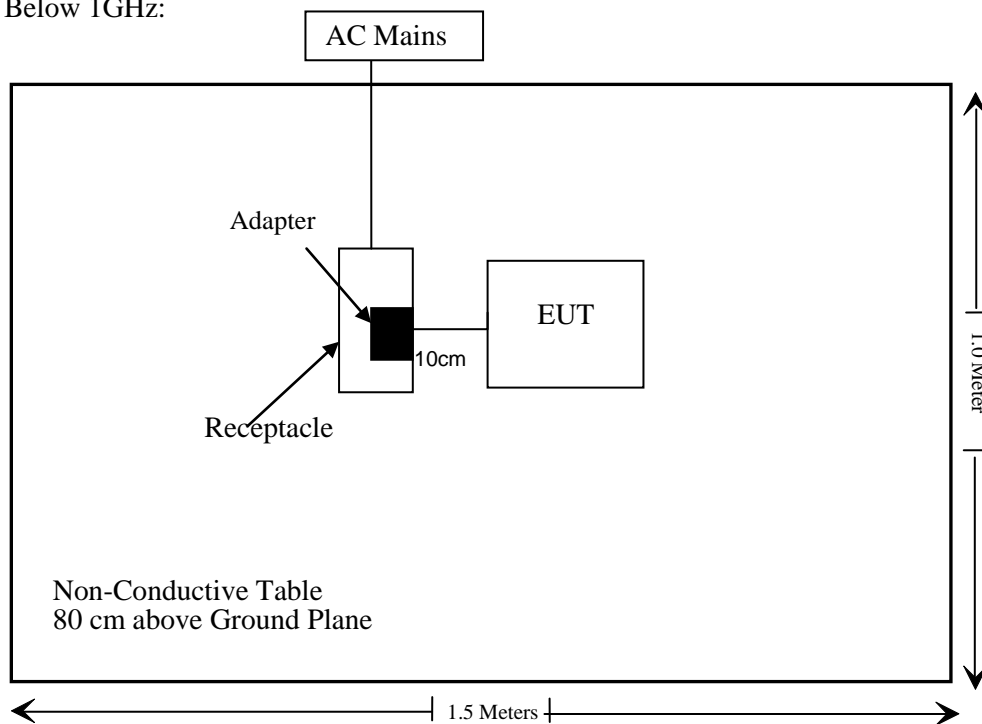 Below 1GHz:
AC Mains
Adapter
EUT
10cm
1.0 Meter
Receptacle
Non-Conductive Table
80 cm above Ground Plane
1.5 Meters